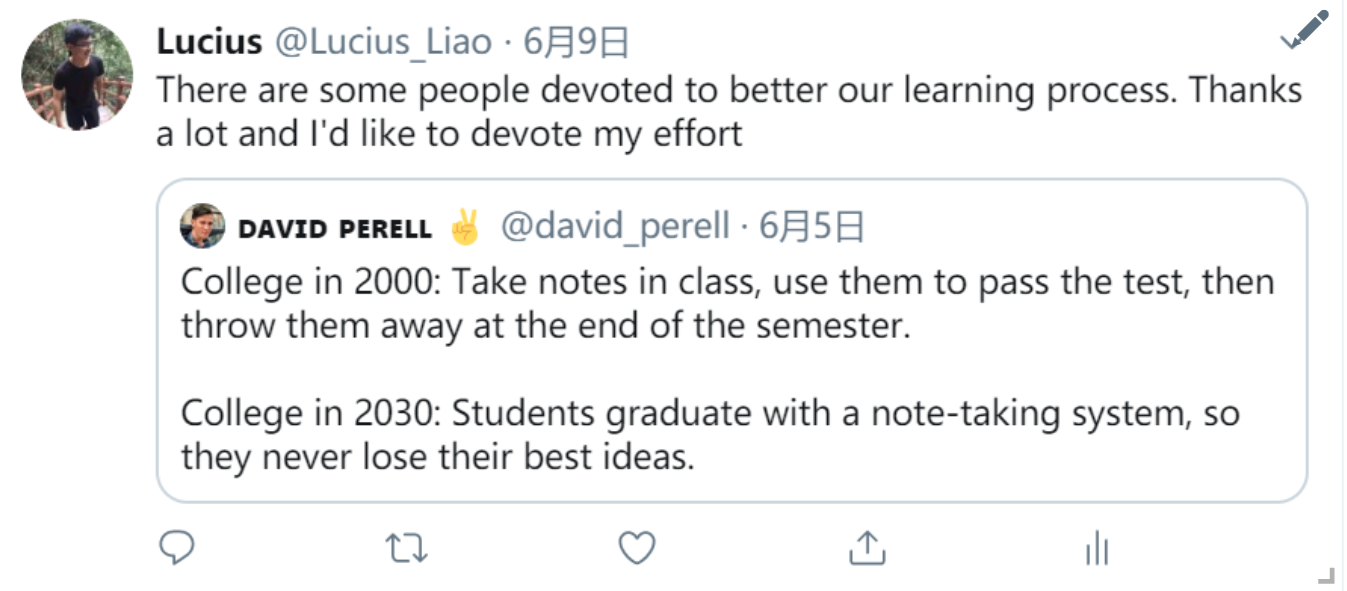 Lucius @Lucius_Liao · 6月9日
There are some people devoted to better our learning process. Thanks
a lot and I'd like to devote my effort
DAVID PERELL ✌ @david_perell · 6月5日
College in 2000: Take notes in class, use them to pass the test, then
throw them away at the end of the semester.
College in 2030: Students graduate with a note-taking system, so
they never lose their best ideas.